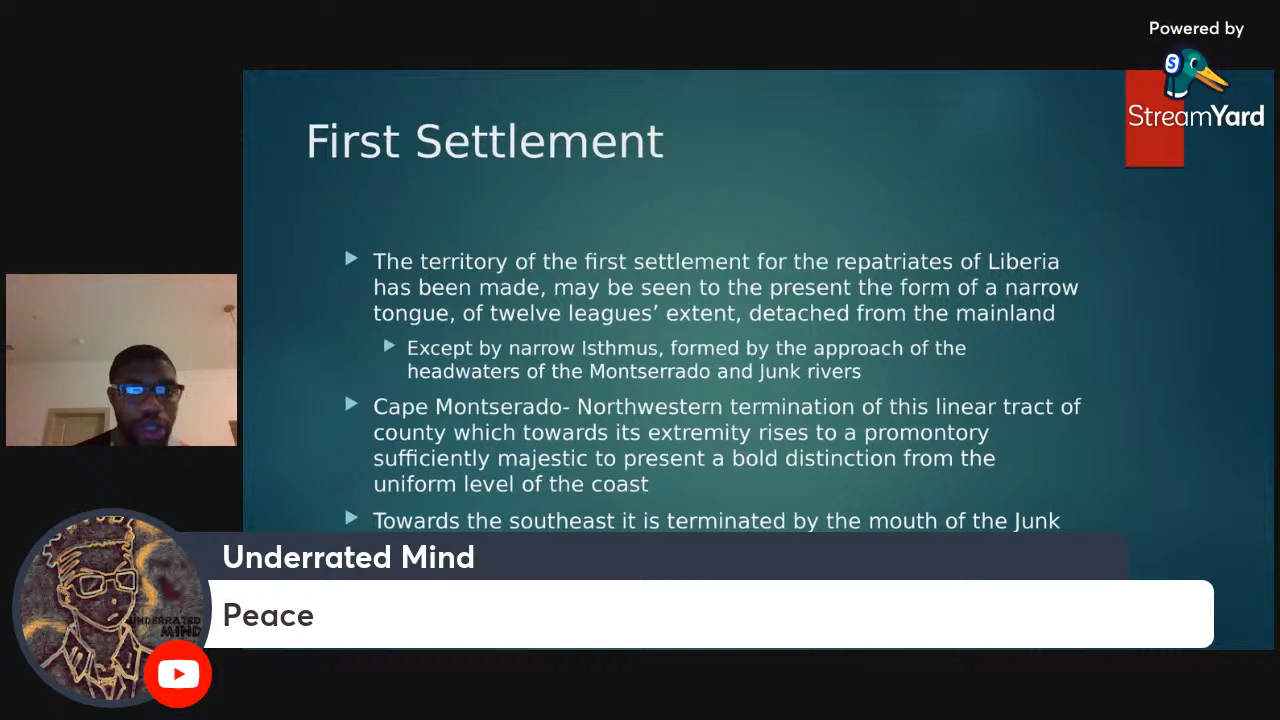 Powered by
StreamYard
First Settlement
The territory of the first settlement for the repatriates of Liberia
has been made, may be seen to the present the form of a narrow
tongue, of twelve leagues’ extent, detached from the mainland
Except by narrow Isthmus, formed by the approach of the
headwaters of the Montserrado and Junk rivers
Cape Montserado- Northwestern termination of this linear tract of
county which towards its extremity rises to a promontory
sufficiently majestic to present a bold distinction from the
uniform level of the coast
Towards the southeast it is terminated by the mouth of the Junk
Underrated Mind
Peace
UNDERRATED
MIND